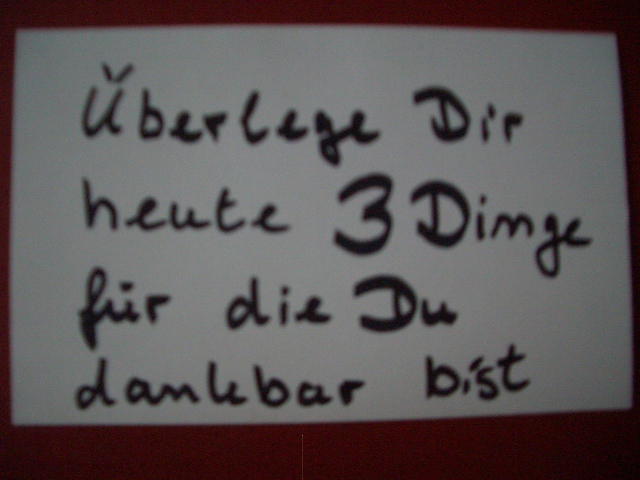 Überlege Dir
heute 3 Dinge
für die Du
dankbar bist